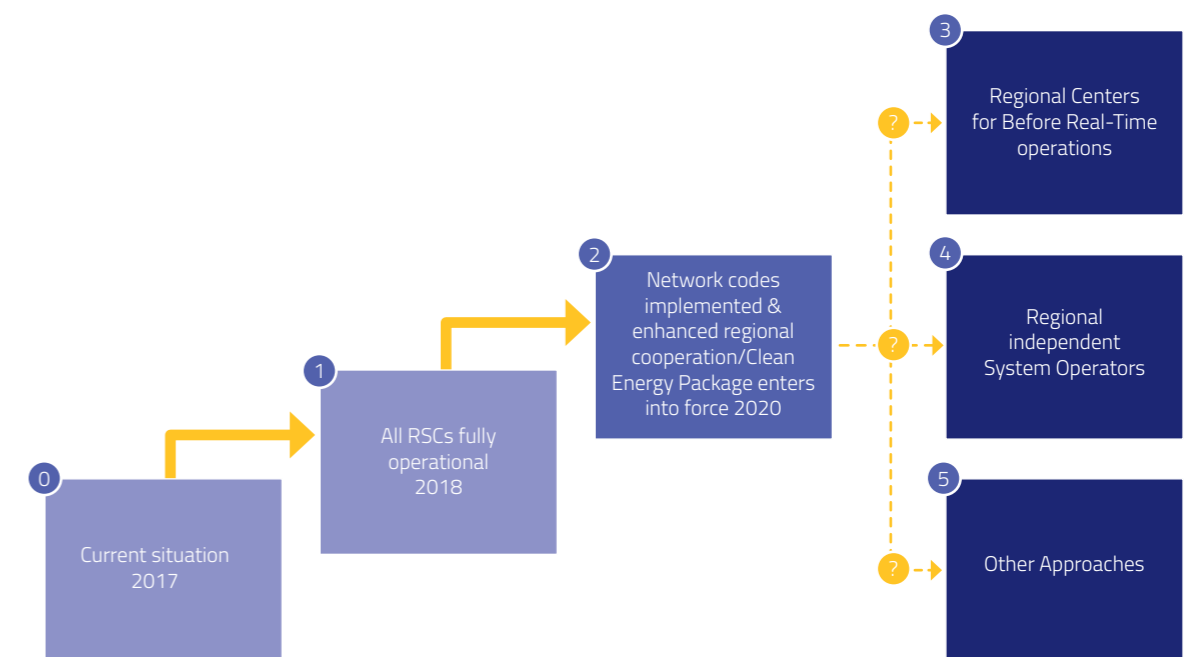 0
Current situation
2017
1
All RSCs fully
operational
2018
2
Network codes
implemented &
enhanced regional
cooperation/Clean
Energy Package enters
into force 2020
?
3
Regional Centers
for Before Real-Time
operations
?
4
Regional
independent
System Operators
?
5
Other Approaches